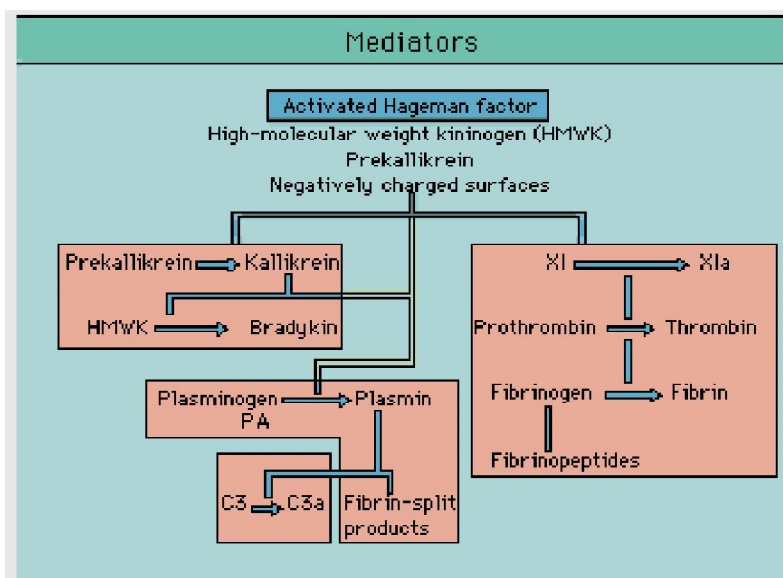 Mediators
Activated Hageman factor
High-molecular weight kininogen (HMWK)
Prekallikrein
Negatively charged surfaces
Prekallikrein Kallikrein
HMWK Bradykin
XI XIa
Prothrombin Thrombin
Fibrinogen Fibrin
Fibrinopeptides
Plasminogen Plasmin
PA
C3 C3a
Fibrin-split
products